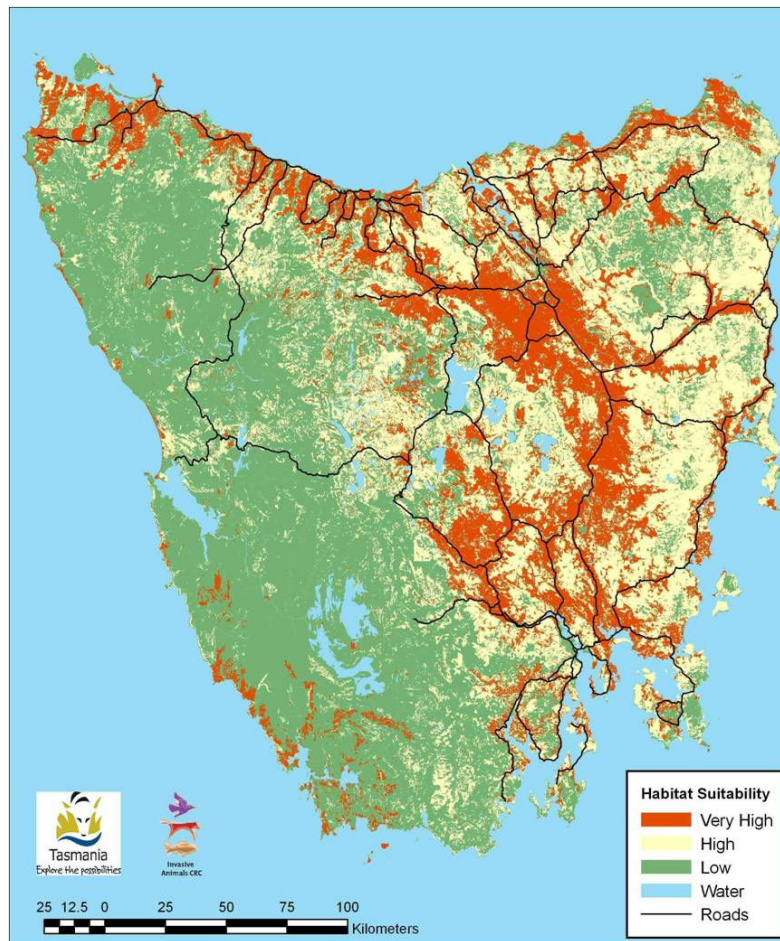 Habitat Suitability
Very High
High
Low
Water
Roads
Tasmania
Explore the possibilities
Invasive
Animals CRC
25 12.5 0 25 50 75 100
Kilometers